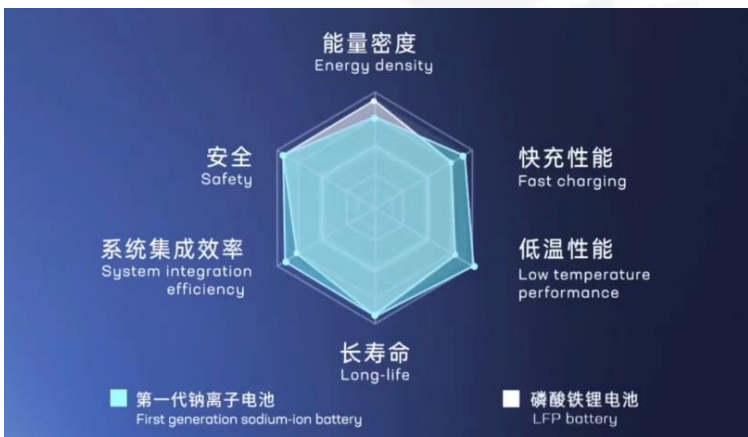 能量密度
Energy density
安全
Safety
快充性能
Fast charging
系统集成效率
System integration
efficiency
低温性能
Low temperature
performance
长寿命
Long-life
第一代钠离子电池
First generation sodium-ion battery
磷酸铁锂电池
LFP battery